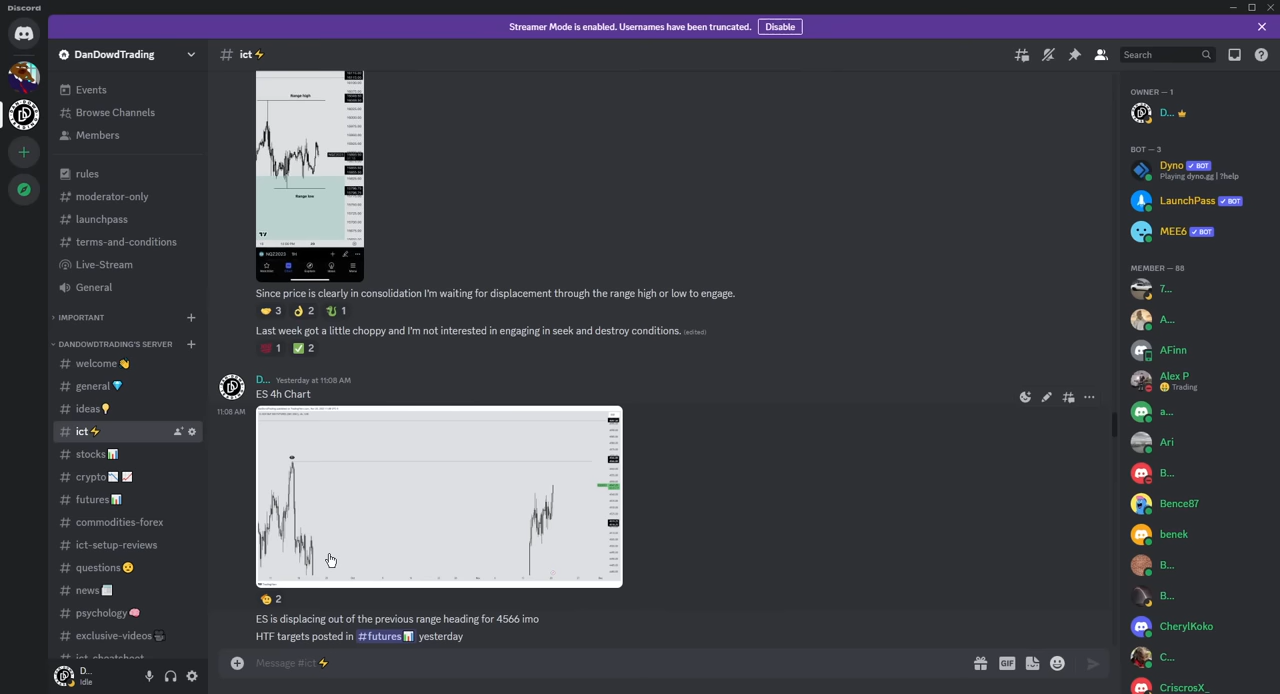 Discord
Streamer Mode is enabled. Usernames have been truncated. Disable
DanDowdTrading
# ict⚡
Search
Events
Browse Channels
Members
rules
moderator-only
launchpass
terms-and-conditions
Live-Stream
General
IMPORTANT
DANDOWDTRADING'S SERVER
welcome 👋
general 💎
ideas💡
ict⚡
stocks📊
crypto📉📈
futures📊
commodities-forex
ict-setup-reviews
questions🤨
news📰
psychology🧠
exclusive-videos📼
ict-cheatsheet
D...
Idle
Range high
Range low
NQZ2023 1H
Since price is clearly in consolidation I'm waiting for displacement through the range high or low to engage.
3 2 1
Last week got a little choppy and I'm not interested in engaging in seek and destroy conditions. (edited)
1 2
D... Yesterday at 11:08 AM
11:08 AM ES 4h Chart
2
ES is displacing out of the previous range heading for 4566 imo
HTF targets posted in #futures📊 yesterday
Message #ict⚡
GIF
OWNER — 1
D...
BOT — 3
Dyno ✓ BOT
Playing dyno.gg | ?help
LaunchPass ✓ BOT
MEE6 ✓ BOT
MEMBER — 88
7...
A...
AFinn
Alex P
Trading
a...
Ari
B...
Bence87
benek
B...
B...
CherylKoko
C...
CriscrosX_